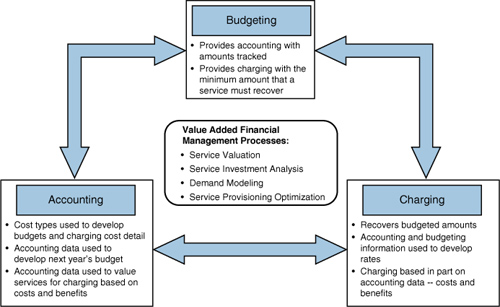 Budgeting
• Provides accounting with
amounts tracked
• Provides charging with the
minimum amount that a
service must recover
Value Added Financial
Management Processes:
• Service Valuation
• Service Investment Analysis
• Demand Modeling
• Service Provisioning Optimization
Accounting
• Cost types used to develop
budgets and charging cost detail
• Accounting data used to
develop next year's budget
• Accounting data used to value
services for charging based on
costs and benefits
Charging
• Recovers budgeted amounts
• Accounting and budgeting
information used to develop
rates
• Charging based in part on
accounting data -- costs and
benefits